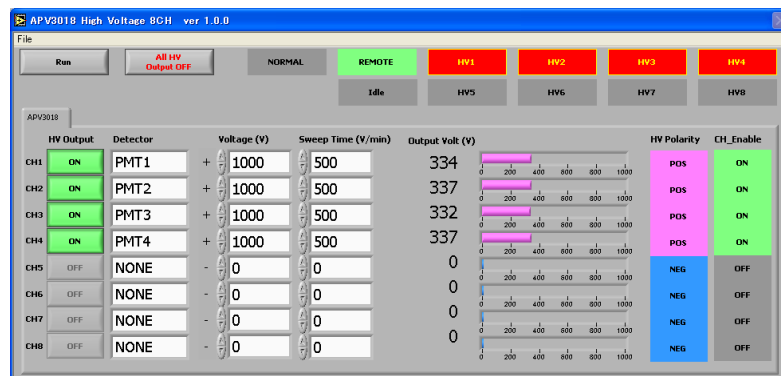 APV3018 High Voltage 8CH ver 1.0.0
File
Run
All HV
Output OFF
NORMAL
REMOTE
HV1
HV2
HV3
HV4
Idle
HV5
HV6
HV7
HV8
APV3018
HV Output Detector Voltage (V) Sweep Time (V/min) Output Volt (V) HV Polarity CH_Enable
CH1 ON PMT1 + 1000 500 334 POS ON
0 200 400 600 800 1000
CH2 ON PMT2 + 1000 500 337 POS ON
0 200 400 600 800 1000
CH3 ON PMT3 + 1000 500 332 POS ON
0 200 400 600 800 1000
CH4 ON PMT4 + 1000 500 337 POS ON
0 200 400 600 800 1000
CH5 OFF NONE - 0 0 0 NEG OFF
0 200 400 600 800 1000
CH6 OFF NONE - 0 0 0 NEG OFF
0 200 400 600 800 1000
CH7 OFF NONE - 0 0 0 NEG OFF
0 200 400 600 800 1000
CH8 OFF NONE - 0 0 0 NEG OFF
0 200 400 600 800 1000